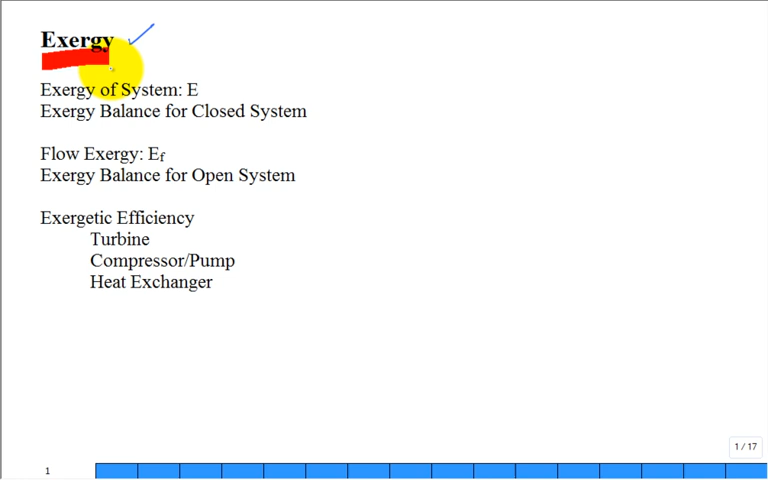 Exergy
Exergy of System: E
Exergy Balance for Closed System
Flow Exergy: Ef
Exergy Balance for Open System
Exergetic Efficiency
Turbine
Compressor/Pump
Heat Exchanger
1 / 17
1